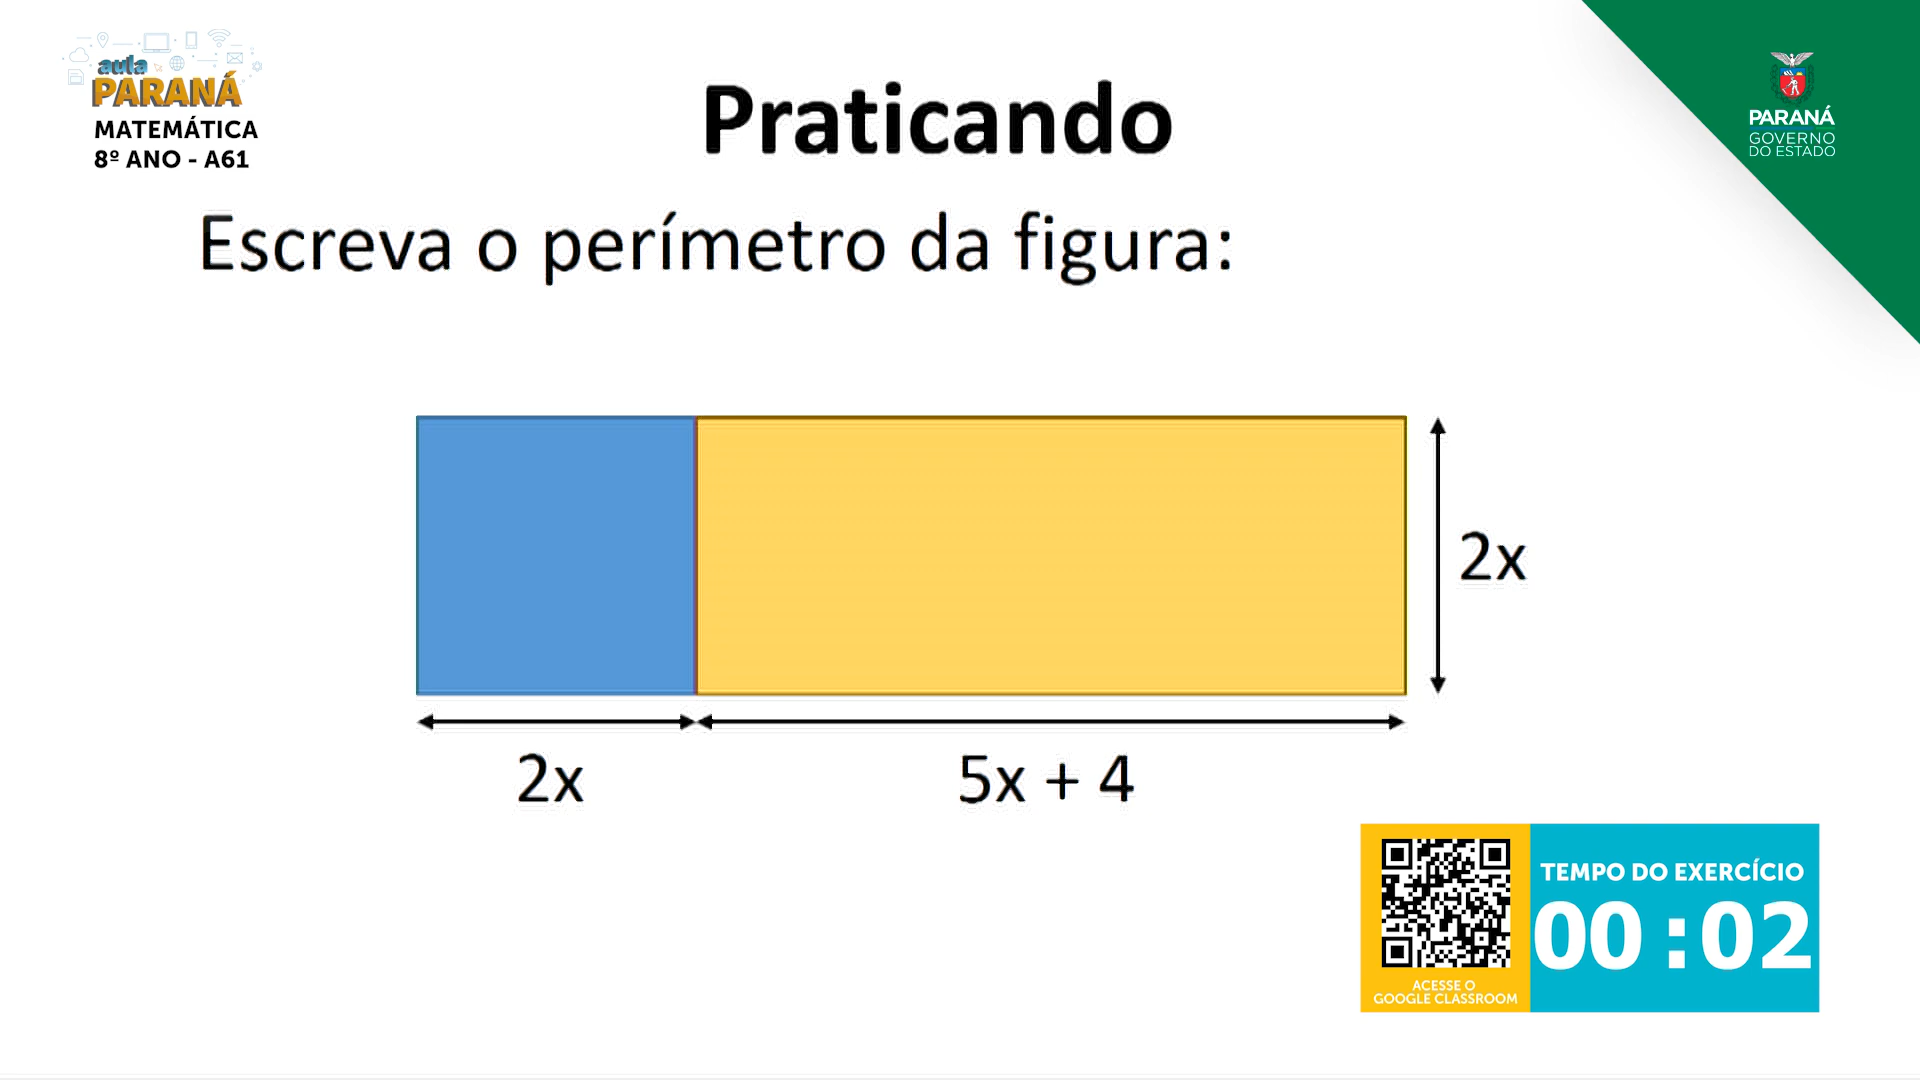 aula
PARANÁ
MATEMÁTICA
8º ANO - A61
Praticando
PARANÁ
GOVERNO
DO ESTADO
Escreva o perímetro da figura:
2x
2x
5x + 4
TEMPO DO EXERCÍCIO
00 :02
ACESSE O
GOOGLE CLASSROOM